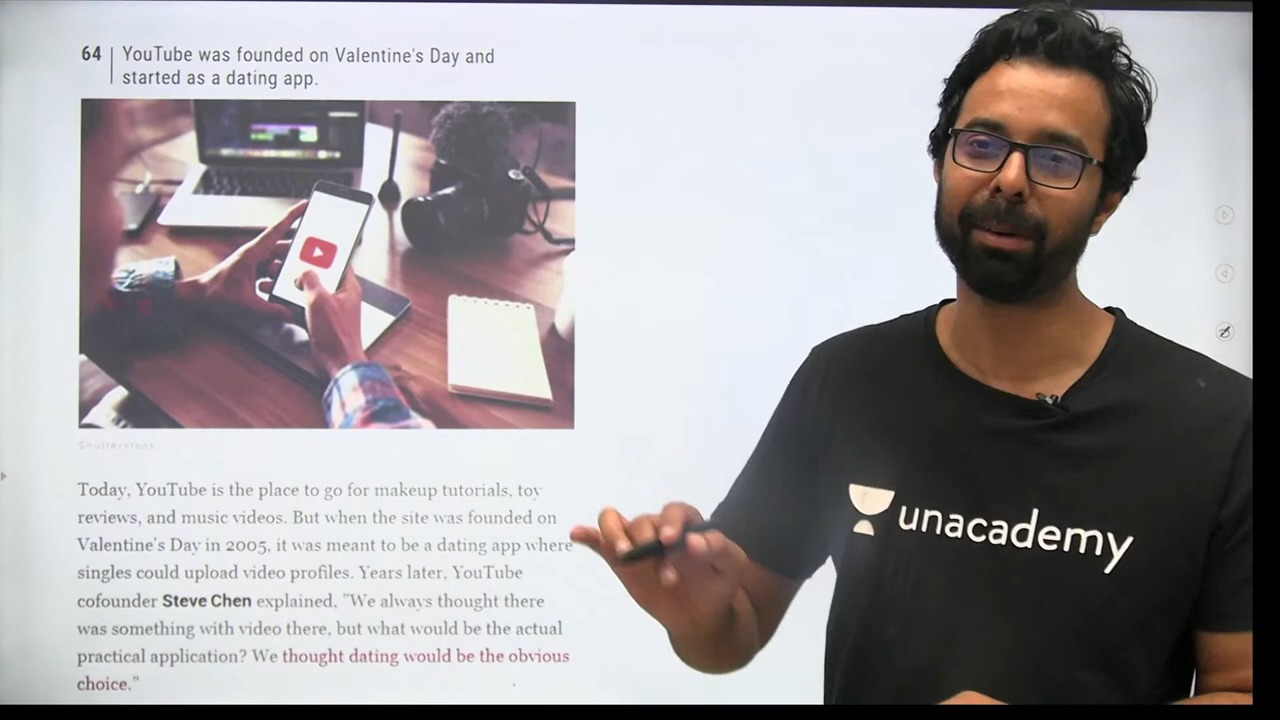 64 YouTube was founded on Valentine's Day and
started as a dating app.
Shutterstock
Today, YouTube is the place to go for makeup tutorials, toy
reviews, and music videos. But when the site was founded on
Valentine's Day in 2005, it was meant to be a dating app where
singles could upload video profiles. Years later, YouTube
cofounder Steve Chen explained, "We always thought there
was something with video there, but what would be the actual
practical application? We thought dating would be the obvious
choice."
unacademy